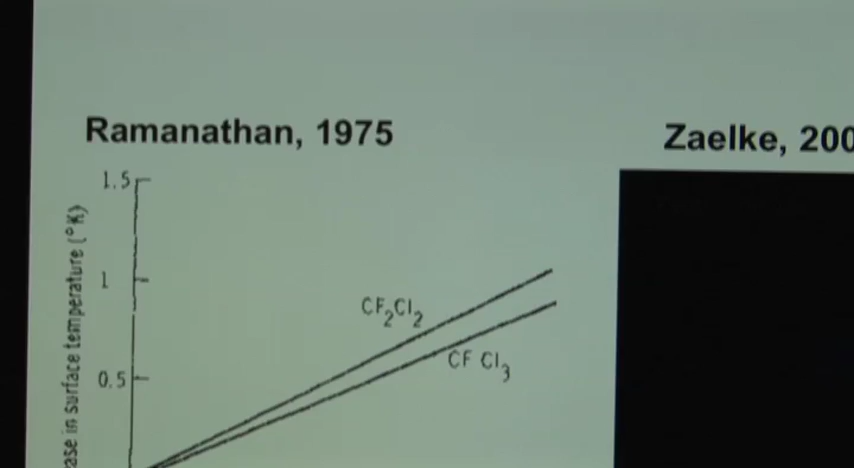 Ramanathan, 1975
Zaelke, 200
1.5
1
0.5
ase in surface temperature (°K)
CF₂Cl₂
CF Cl₃